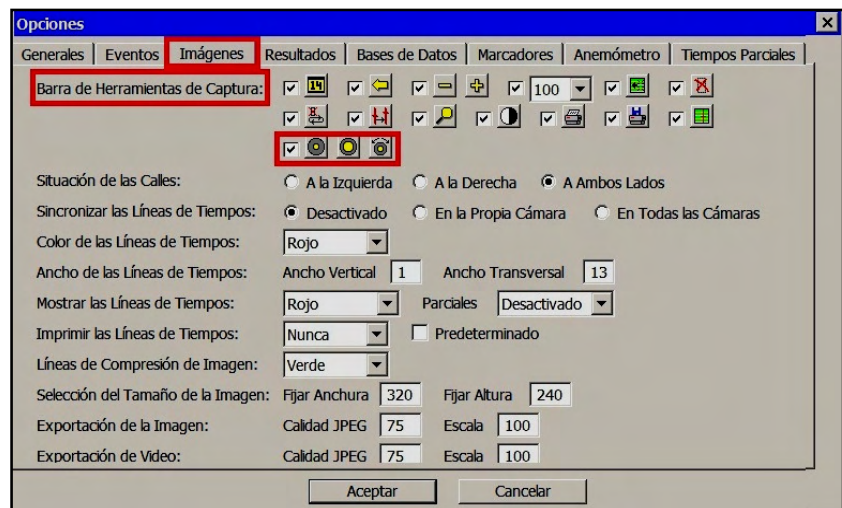 Opciones
Generales Eventos Imágenes Resultados Bases de Datos Marcadores Anemómetro Tiempos Parciales
Barra de Herramientas de Captura: 14 100
Situación de las Calles: A la Izquierda A la Derecha A Ambos Lados
Sincronizar las Líneas de Tiempos: Desactivado En la Propia Cámara En Todas las Cámaras
Color de las Líneas de Tiempos: Rojo
Ancho de las Líneas de Tiempos: Ancho Vertical 1 Ancho Transversal 13
Mostrar las Líneas de Tiempos: Rojo Parciales Desactivado
Imprimir las Líneas de Tiempos: Nunca Predeterminado
Líneas de Compresión de Imagen: Verde
Selección del Tamaño de la Imagen: Fijar Anchura 320 Fijar Altura 240
Exportación de la Imagen: Calidad JPEG 75 Escala 100
Exportación de Video: Calidad JPEG 75 Escala 100
Aceptar Cancelar